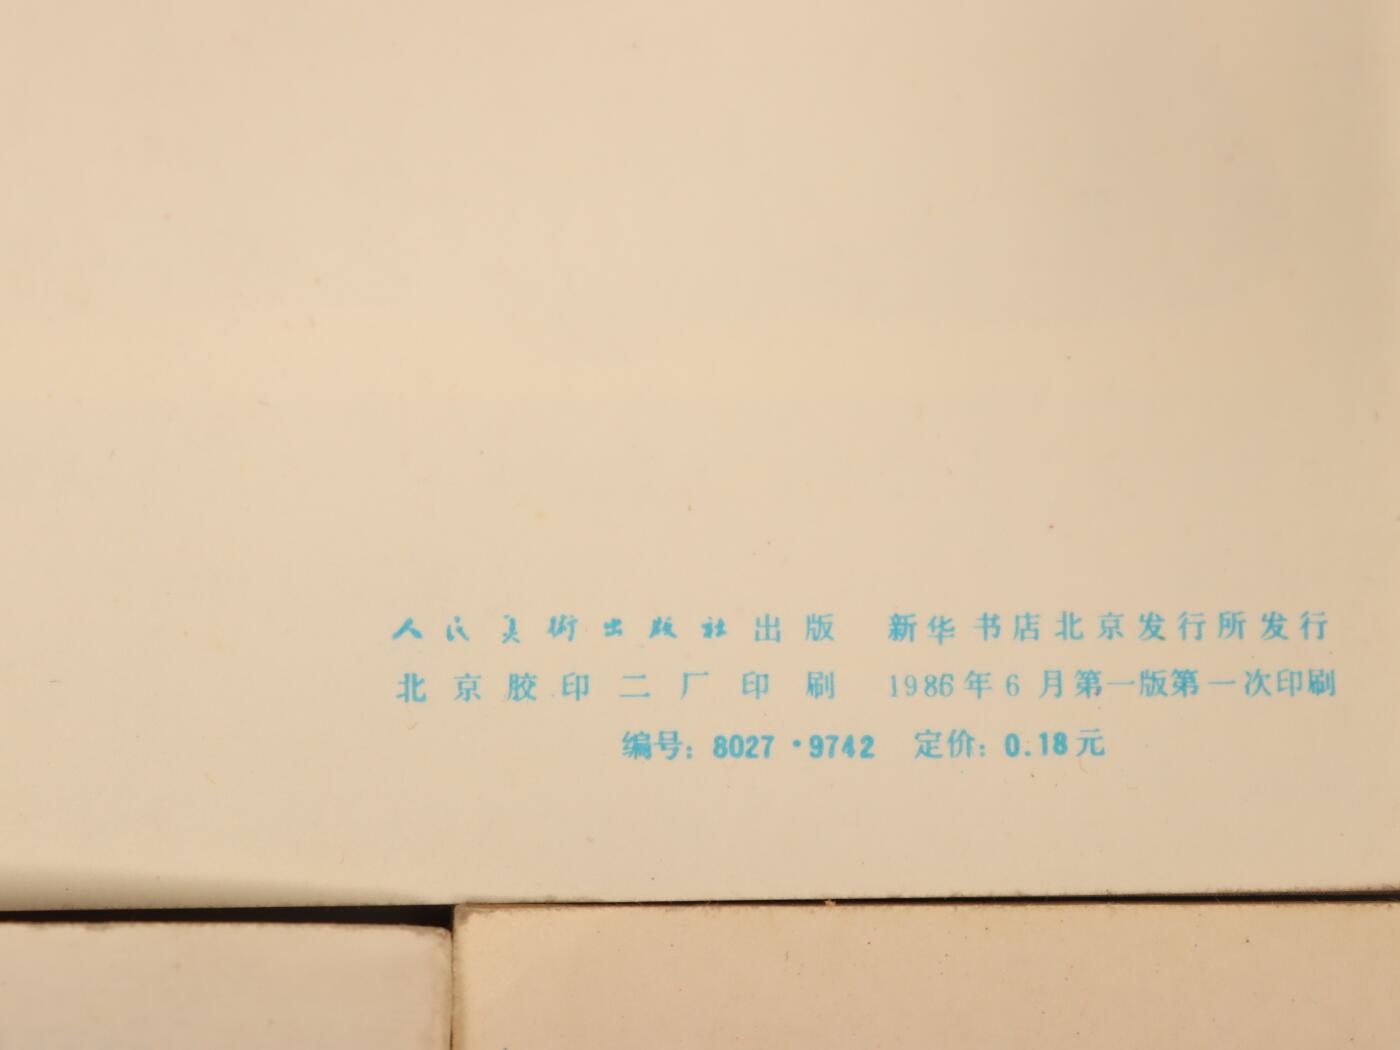 人民美術出版社出版 新华书店北京发行所发行
北京胶印二厂印刷 1986年6月第一版第一次印刷
编号：8027·9742 定价：0.18元